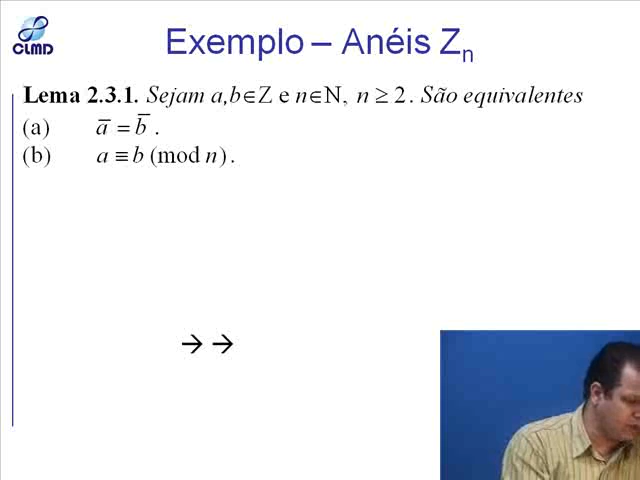 CLMD
Exemplo – Anéis Zn
Lema 2.3.1. Sejam a,b∈Z e n∈N, n ≥ 2. São equivalentes
(a) a̅ = b̅ .
(b) a ≡ b (mod n) .
→ →